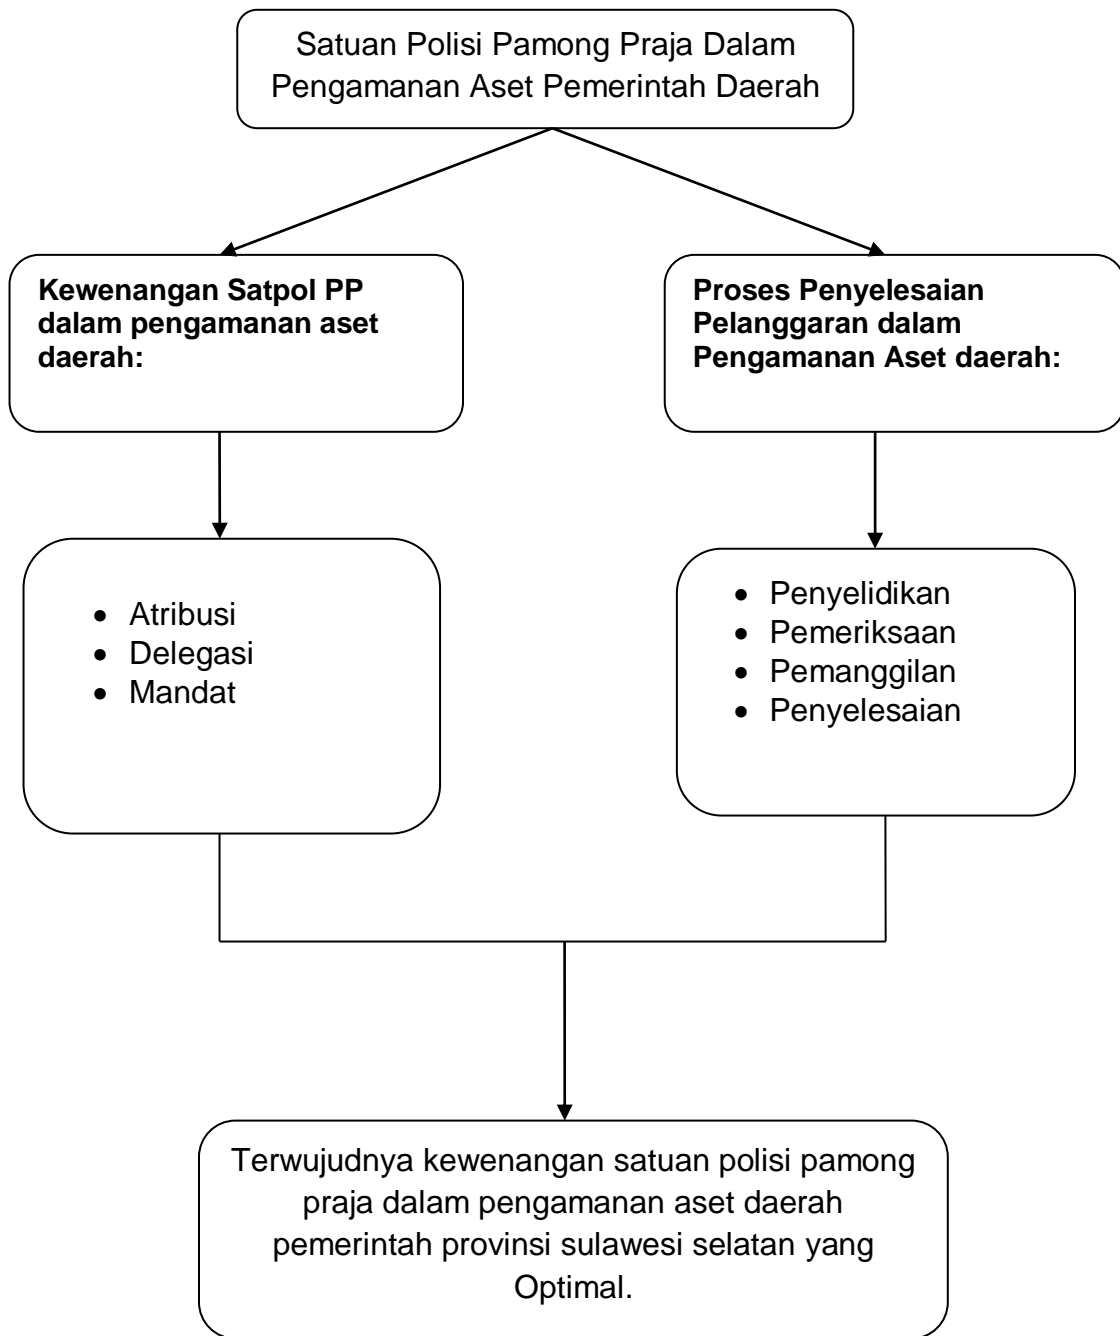 Satuan Polisi Pamong Praja Dalam
Pengamanan Aset Pemerintah Daerah
Kewenangan Satpol PP
dalam pengamanan aset
daerah:
Proses Penyelesaian
Pelanggaran dalam
Pengamanan Aset daerah:
• Atribusi
• Delegasi
• Mandat
• Penyelidikan
• Pemeriksaan
• Pemanggilan
• Penyelesaian
Terwujudnya kewenangan satuan polisi pamong
praja dalam pengamanan aset daerah
pemerintah provinsi sulawesi selatan yang
Optimal.